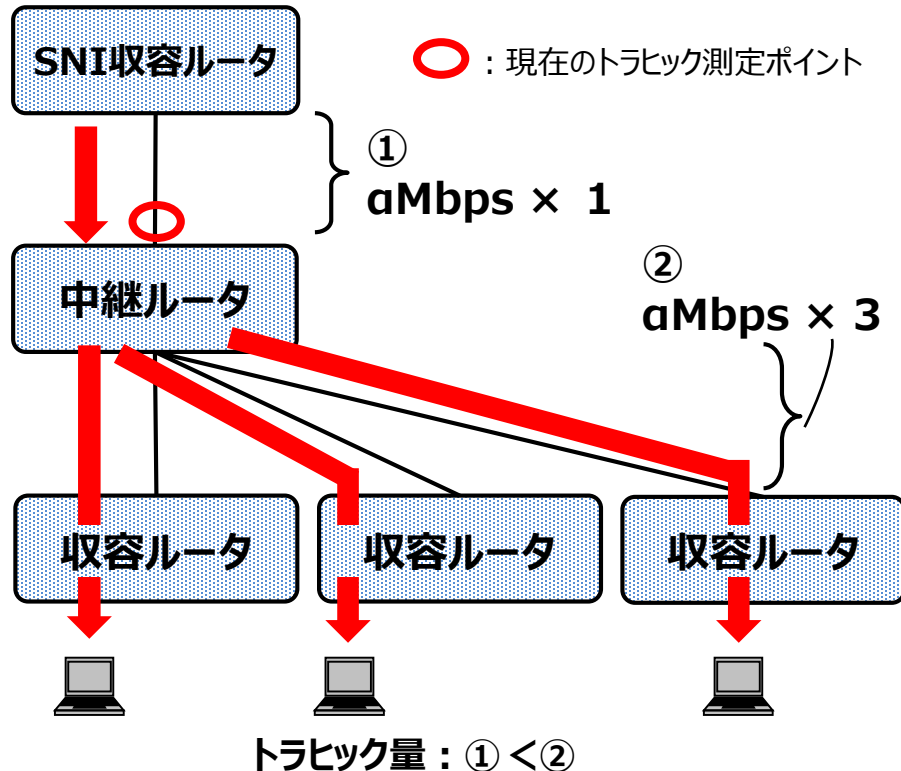 SNI収容ルータ
：現在のトラヒック測定ポイント
①
αMbps × 1
中継ルータ
②
αMbps × 3
収容ルータ
収容ルータ
収容ルータ
トラヒック量：①＜②